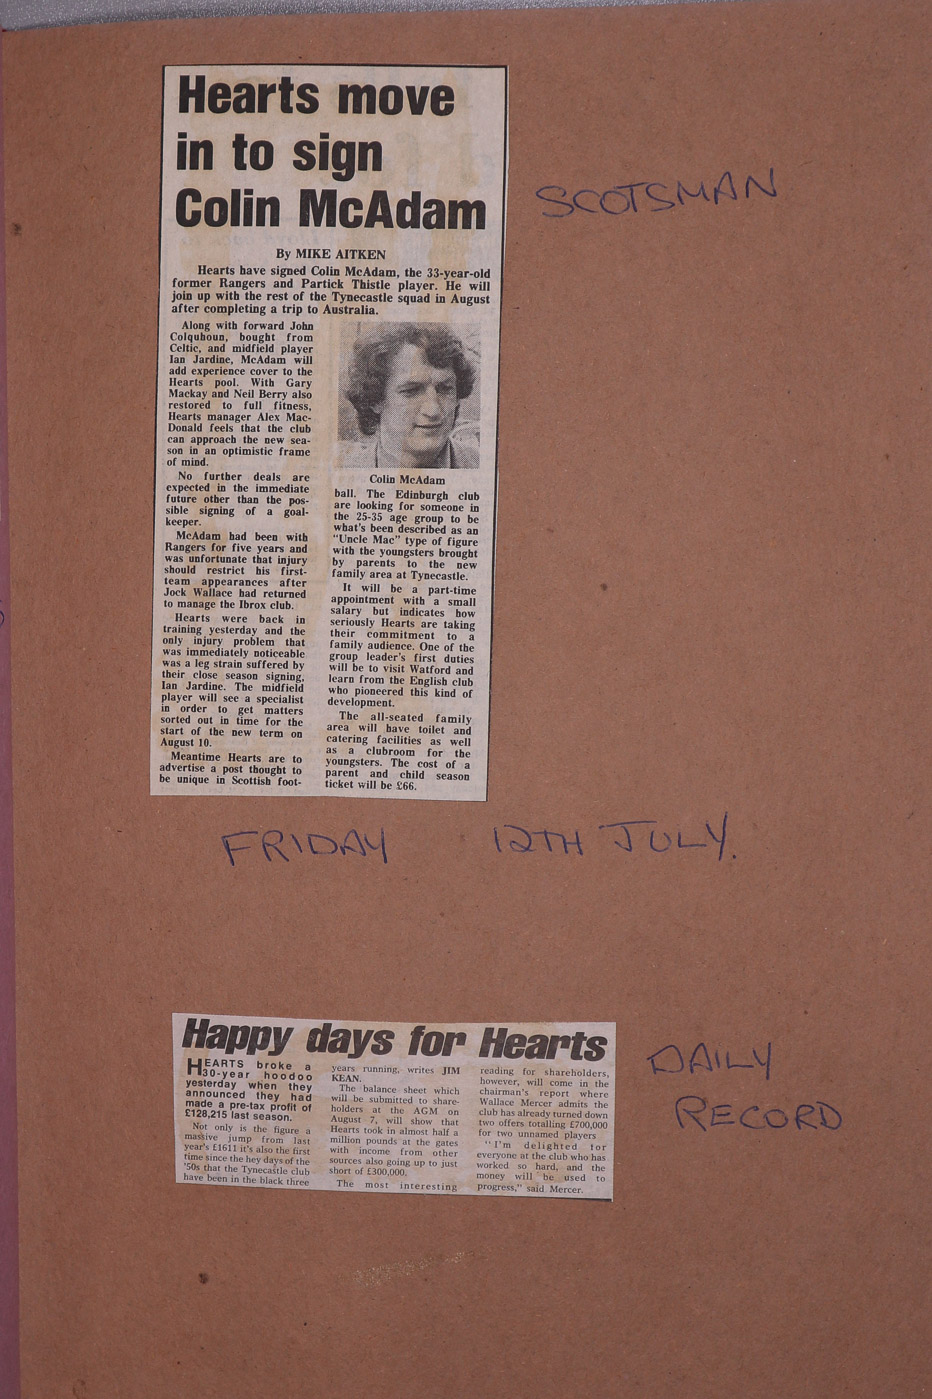 Hearts move
in to sign
Colin McAdam
By MIKE AITKEN
Hearts have signed Colin McAdam, the 33-year-old
former Rangers and Partick Thistle player. He will
join up with the rest of the Tynecastle squad in August
after completing a trip to Australia.
Along with forward John
Colquhoun, bought from
Celtic, and midfield player
Ian Jardine, McAdam will
add experience cover to the
Hearts pool. With Gary
Mackay and Neil Berry also
restored to full fitness,
Hearts manager Alex Mac-
Donald feels that the club
can approach the new sea-
son in an optimistic frame
of mind.
No further deals are
expected in the immediate
future other than the pos-
sible signing of a goal-
keeper.
McAdam had been with
Rangers for five years and
was unfortunate that injury
should restrict his first-
team appearances after
Jock Wallace had returned
to manage the Ibrox club.
Hearts were back in
training yesterday and the
only injury problem that
was immediately noticeable
was a leg strain suffered by
their close season signing,
Ian Jardine. The midfield
player will see a specialist
in order to get matters
sorted out in time for the
start of the new term on
August 10.
Meantime Hearts are to
advertise a post thought to
be unique in Scottish foot-
Colin McAdam
ball. The Edinburgh club
are looking for someone in
the 25-35 age group to be
what's been described as an
"Uncle Mac" type of figure
with the youngsters brought
by parents to the new
family area at Tynecastle.
It will be a part-time
appointment with a small
salary but indicates how
seriously Hearts are taking
their commitment to a
family audience. One of the
group leader's first duties
will be to visit Watford and
learn from the English club
who pioneered this kind of
development.
The all-seated family
area will have toilet and
catering facilities as well
as a clubroom for the
youngsters. The cost of a
parent and child season
ticket will be £66.
SCOTSMAN
FRIDAY 12TH JULY.
Happy days for Hearts
HEARTS broke a
30-year hoodoo
yesterday when they
announced they had
made a pre-tax profit of
£128,215 last season.
Not only is the figure a
massive jump from last
year's £1611 it's also the first
time since the hey days of the
'50s that the Tynecastle club
have been in the black three
years running, writes JIM
KEAN.
The balance sheet which
will be submitted to share-
holders at the AGM on
August 7, will show that
Hearts took in almost half a
million pounds at the gates
with income from other
sources also going up to just
short of £300,000.
The most interesting
reading for shareholders,
however, will come in the
chairman's report where
Wallace Mercer admits the
club has already turned down
two offers totalling £700,000
for two unnamed players
"I'm delighted for
everyone at the club who has
worked so hard, and the
money will be used to
progress," said Mercer.
DAILY
RECORD